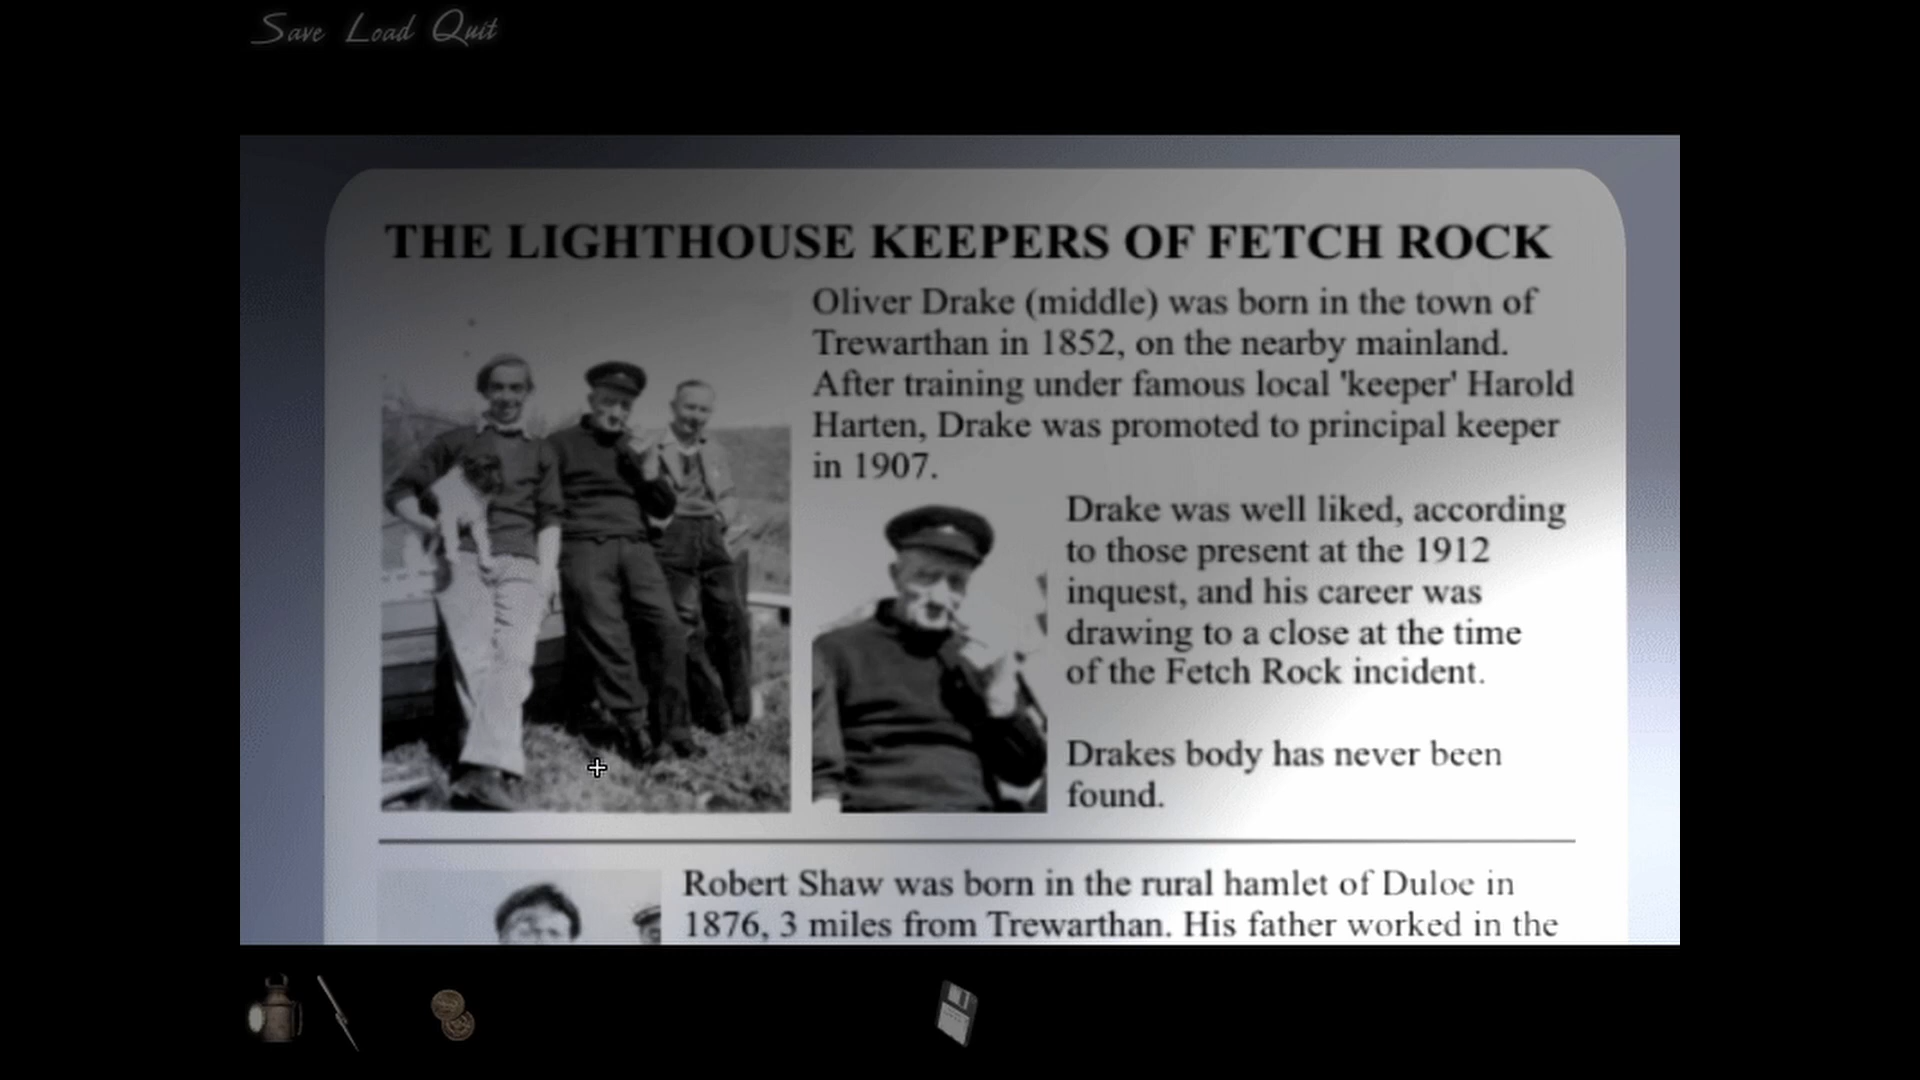 Save Load Quit
THE LIGHTHOUSE KEEPERS OF FETCH ROCK
Oliver Drake (middle) was born in the town of
Trewarthan in 1852, on the nearby mainland.
After training under famous local 'keeper' Harold
Harten, Drake was promoted to principal keeper
in 1907.
Drake was well liked, according
to those present at the 1912
inquest, and his career was
drawing to a close at the time
of the Fetch Rock incident.
Drakes body has never been
found.
Robert Shaw was born in the rural hamlet of Duloe in
1876, 3 miles from Trewarthan. His father worked in the